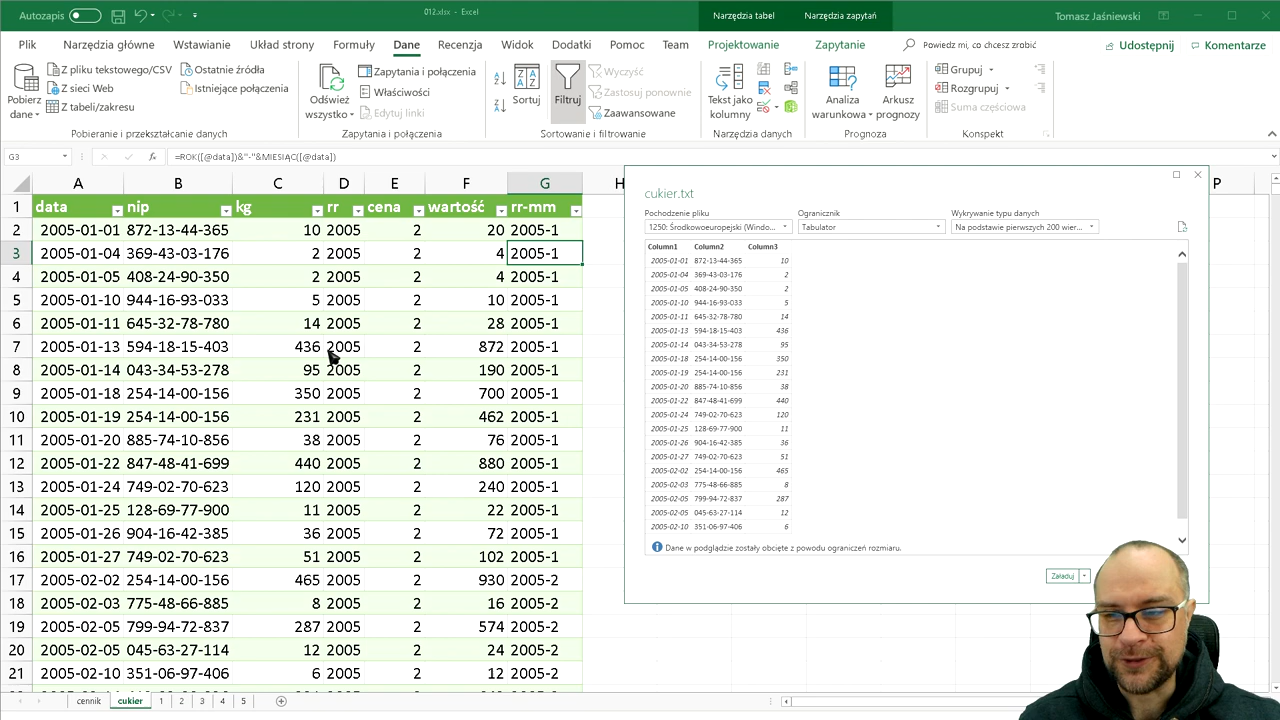 Autozapis
012.xlsx - Excel
Narzędzia tabel
Narzędzia zapytań
Tomasz Jaśniewski
Plik
Narzędzia główne
Wstawianie
Układ strony
Formuły
Dane
Recenzja
Widok
Dodatki
Pomoc
Team
Projektowanie
Zapytanie
Powiedz mi, co chcesz zrobić
Udostępnij
Komentarze
Pobierz dane
Z pliku tekstowego/CSV
Z sieci Web
Z tabeli/zakresu
Ostatnie źródła
Istniejące połączenia
Pobieranie i przekształcanie danych
Odśwież wszystko
Zapytania i połączenia
Właściwości
Edytuj linki
Zapytania i połączenia
Sortuj
Filtruj
Wyczyść
Zastosuj ponownie
Zaawansowane
Sortowanie i filtrowanie
Tekst jako kolumny
Narzędzia danych
Analiza warunkowa
Arkusz prognozy
Prognoza
Grupuj
Rozgrupuj
Suma częściowa
Konspekt
G3
fx
=ROK([@data])&"-"&MIESIĄC([@data])
A B C D E F G H P
1 data nip kg rr cena wartość rr-mm
2 2005-01-01 872-13-44-365 10 2005 2 20 2005-1
3 2005-01-04 369-43-03-176 2 2005 2 4 2005-1
4 2005-01-05 408-24-90-350 2 2005 2 4 2005-1
5 2005-01-10 944-16-93-033 5 2005 2 10 2005-1
6 2005-01-11 645-32-78-780 14 2005 2 28 2005-1
7 2005-01-13 594-18-15-403 436 2005 2 872 2005-1
8 2005-01-14 043-34-53-278 95 2005 2 190 2005-1
9 2005-01-18 254-14-00-156 350 2005 2 700 2005-1
10 2005-01-19 254-14-00-156 231 2005 2 462 2005-1
11 2005-01-20 885-74-10-856 38 2005 2 76 2005-1
12 2005-01-22 847-48-41-699 440 2005 2 880 2005-1
13 2005-01-24 749-02-70-623 120 2005 2 240 2005-1
14 2005-01-25 128-69-77-900 11 2005 2 22 2005-1
15 2005-01-26 904-16-42-385 36 2005 2 72 2005-1
16 2005-01-27 749-02-70-623 51 2005 2 102 2005-1
17 2005-02-02 254-14-00-156 465 2005 2 930 2005-2
18 2005-02-03 775-48-66-885 8 2005 2 16 2005-2
19 2005-02-05 799-94-72-837 287 2005 2 574 2005-2
20 2005-02-05 045-63-27-114 12 2005 2 24 2005-2
21 2005-02-10 351-06-97-406 6 2005 2 12 2005-2
cukier.txt
Pochodzenie pliku
Ogranicznik
Wykrywanie typu danych
1250: Środkowoeuropejski (Windo...
Tabulator
Na podstawie pierwszych 200 wier...
Column1 Column2 Column3
2005-01-01 872-13-44-365 10
2005-01-04 369-43-03-176 2
2005-01-05 408-24-90-350 2
2005-01-10 944-16-93-033 5
2005-01-11 645-32-78-780 14
2005-01-13 594-18-15-403 436
2005-01-14 043-34-53-278 95
2005-01-18 254-14-00-156 350
2005-01-19 254-14-00-156 231
2005-01-20 885-74-10-856 38
2005-01-22 847-48-41-699 440
2005-01-24 749-02-70-623 120
2005-01-25 128-69-77-900 11
2005-01-26 904-16-42-385 36
2005-01-27 749-02-70-623 51
2005-02-02 254-14-00-156 465
2005-02-03 775-48-66-885 8
2005-02-05 799-94-72-837 287
2005-02-05 045-63-27-114 12
2005-02-10 351-06-97-406 6
Dane w podglądzie zostały obcięte z powodu ograniczeń rozmiaru.
Załaduj
cennik
cukier
1
2
3
4
5